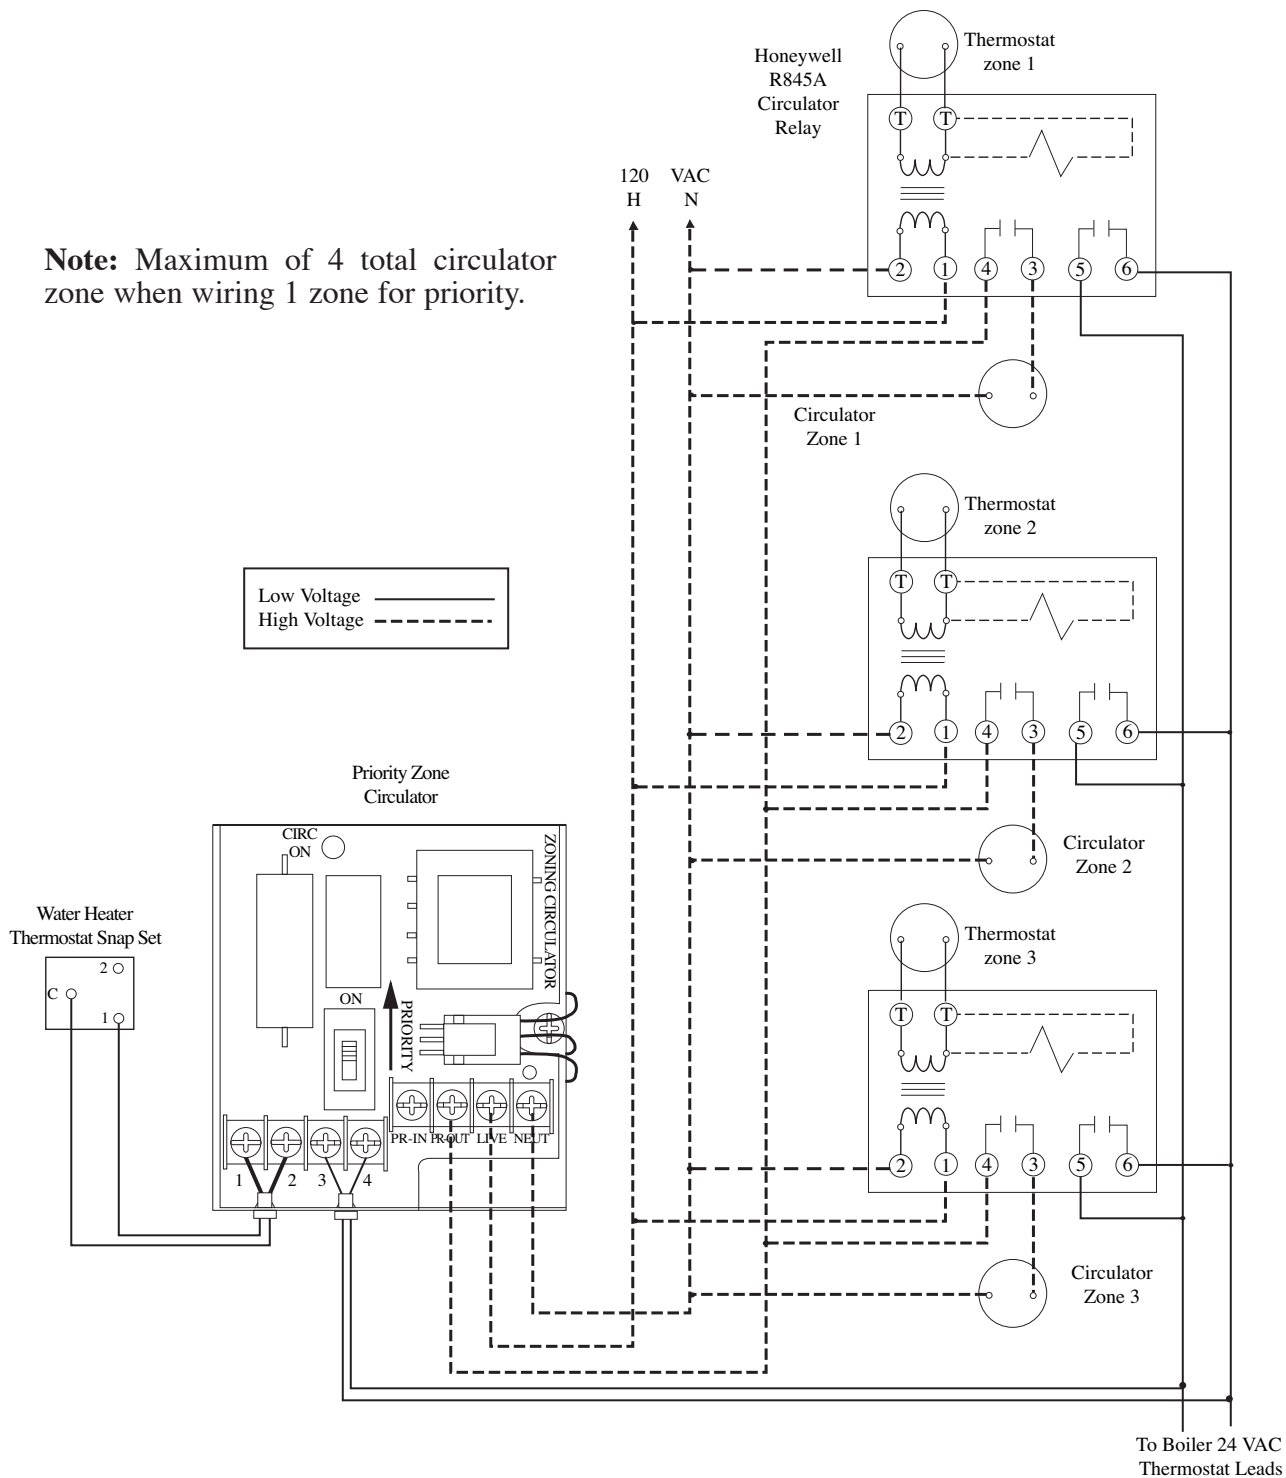 Thermostat
zone 1
Honeywell
R845A
Circulator
Relay
T T
120 VAC
H N
Note: Maximum of 4 total circulator
zone when wiring 1 zone for priority.
2 1 4 3 5 6
Circulator
Zone 1
Thermostat
zone 2
T T
Low Voltage
High Voltage
2 1 4 3 5 6
Priority Zone
Circulator
CIRC
ON
ZONING CIRCULATOR
Circulator
Zone 2
Water Heater
Thermostat Snap Set
2
C
1
Thermostat
zone 3
ON
PRIORITY
T T
PR-IN PR-OUT LIVE NEUT
1 2 3 4
2 1 4 3 5 6
Circulator
Zone 3
To Boiler 24 VAC
Thermostat Leads